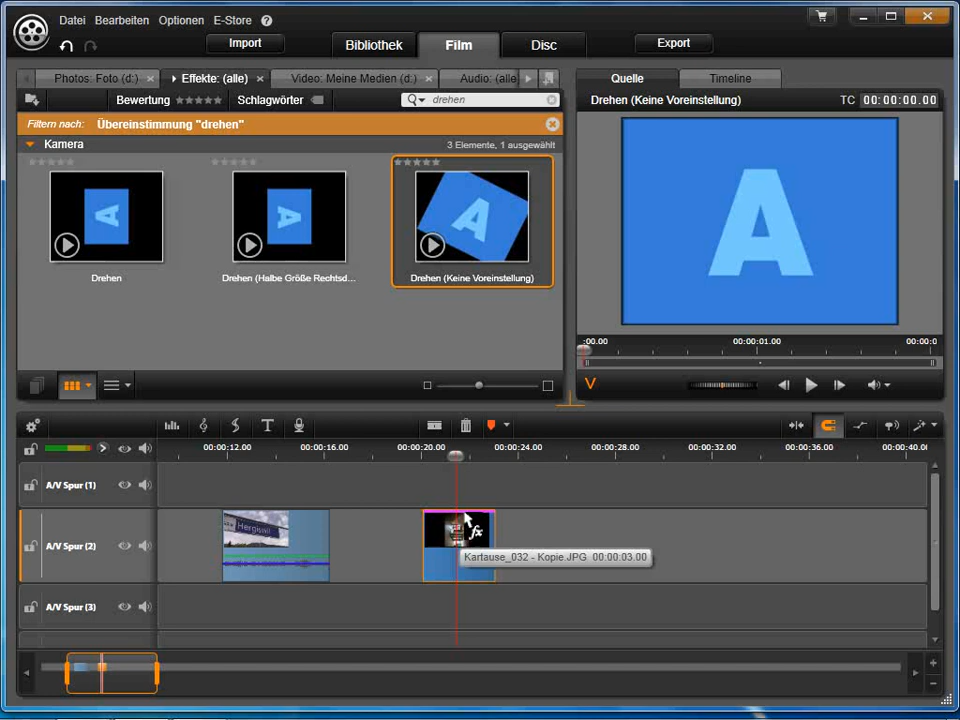 Datei Bearbeiten Optionen E-Store ?
Import Bibliothek Film Disc Export
Photos: Foto (d:) × Effekte: (alle) × Video: Meine Medien (d:) × Audio: (alle
Quelle Timeline
Bewertung Schlagwörter drehen
Drehen (Keine Voreinstellung) TC 00:00:00.00
Filtern nach: Übereinstimmung "drehen"
Kamera 3 Elemente, 1 ausgewählt
A
A
A
A
Drehen Drehen (Halbe Größe Rechtsd... Drehen (Keine Voreinstellung)
:00.00 00:00:01.00 00:00:0
V
T
00:00:12.00 00:00:16.00 00:00:20.00 00:00:24.00 00:00:28.00 00:00:32.00 00:00:36.00 00:00:40.00
A/V Spur (1)
Hergiswil
fx
A/V Spur (2)
Kartause_032 - Kopie.JPG 00:00:03.00
A/V Spur (3)